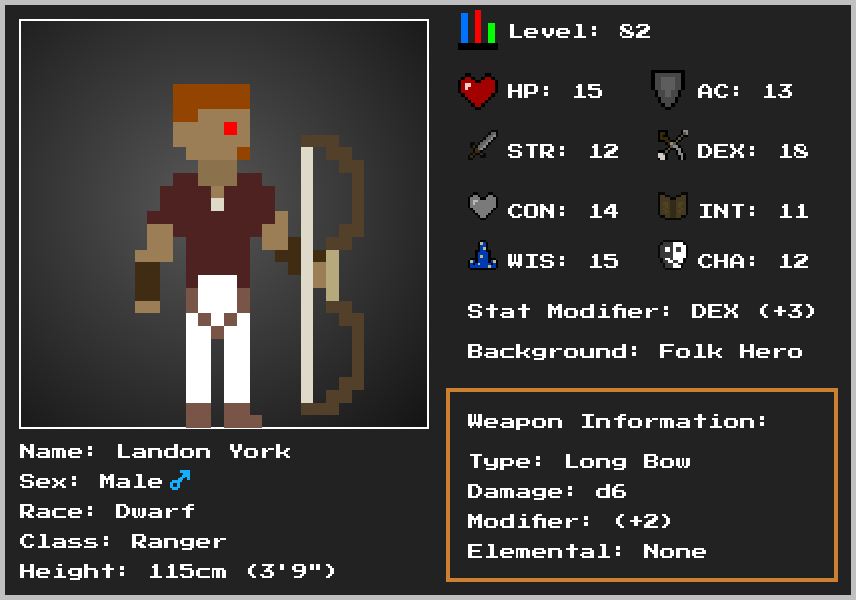 Level: 82
HP: 15
AC: 13
STR: 12
DEX: 18
CON: 14
INT: 11
WIS: 15
CHA: 12
Stat Modifier: DEX (+3)
Background: Folk Hero
Weapon Information:
Type: Long Bow
Damage: d6
Modifier: (+2)
Elemental: None
Name: Landon York
Sex: Male♂
Race: Dwarf
Class: Ranger
Height: 115cm (3'9")